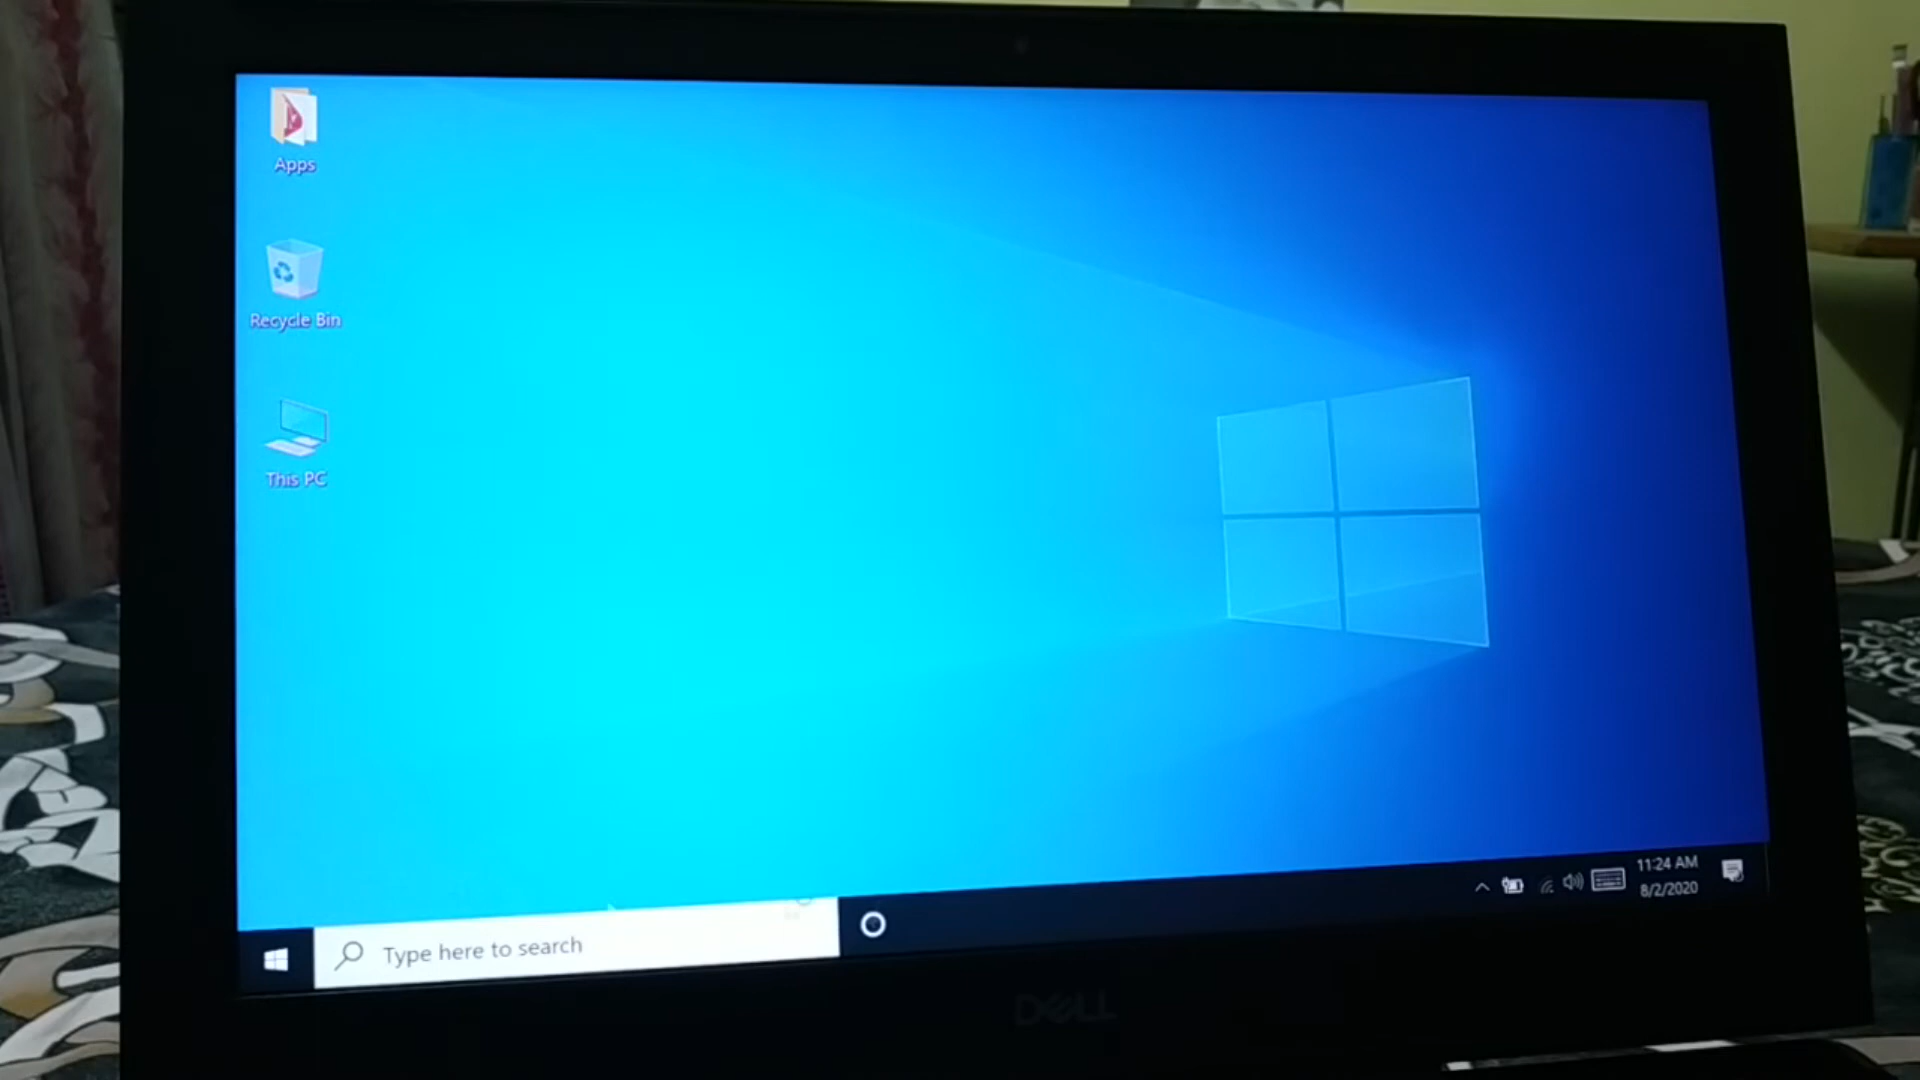 Apps
Recycle Bin
This PC
Type here to search
11:24 AM
8/2/2020
DELL